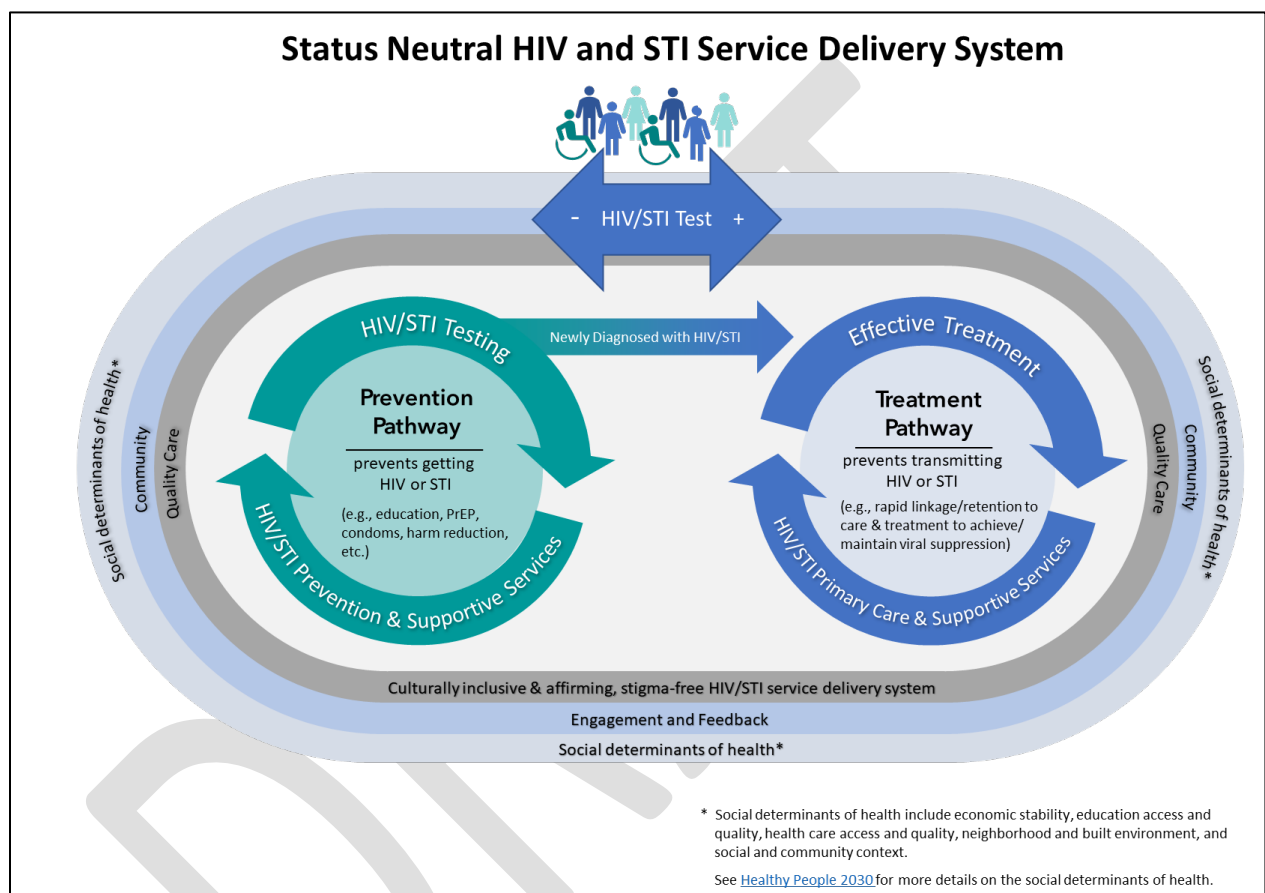 Status Neutral HIV and STI Service Delivery System
- HIV/STI Test +
HIV/STI Testing
Newly Diagnosed with HIV/STI
Effective Treatment
Prevention
Pathway
prevents getting
HIV or STI
(e.g., education, PrEP,
condoms, harm reduction,
etc.)
HIV/STI Prevention & Supportive Services
Treatment
Pathway
prevents transmitting
HIV or STI
(e.g., rapid linkage/retention to
care & treatment to achieve/
maintain viral suppression)
HIV/STI Primary Care & Supportive Services
Social determinants of health*
Community
Quality Care
Quality Care
Community
Social determinants of health*
Culturally inclusive & affirming, stigma-free HIV/STI service delivery system
Engagement and Feedback
Social determinants of health*
* Social determinants of health include economic stability, education access and
quality, health care access and quality, neighborhood and built environment, and
social and community context.
See Healthy People 2030 for more details on the social determinants of health.
DRAFT